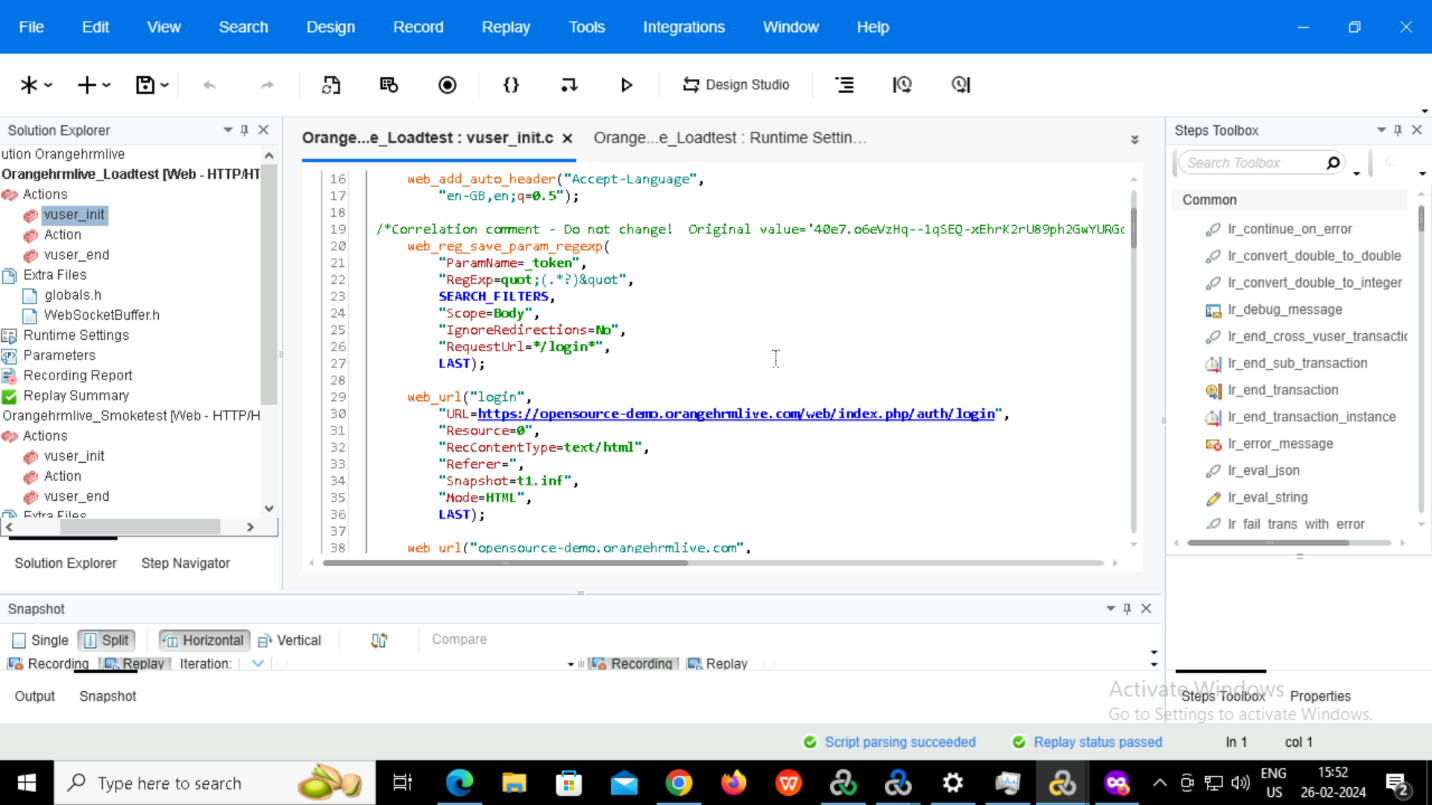 File Edit View Search Design Record Replay Tools Integrations Window Help
Design Studio
Solution Explorer
ution Orangehrmlive
Orangehrmlive_Loadtest [Web - HTTP/HT
Actions
vuser_init
Action
vuser_end
Extra Files
globals.h
WebSocketBuffer.h
Runtime Settings
Parameters
Recording Report
Replay Summary
Orangehrmlive_Smoketest [Web - HTTP/H
Actions
vuser_init
Action
vuser_end
Extra Files
Solution Explorer Step Navigator
Orange...e_Loadtest : vuser_init.c Orange...e_Loadtest : Runtime Settin...
16 web_add_auto_header("Accept-Language",
17 "en-GB,en;q=0.5");
18
19 /*Correlation comment - Do not change! Original value='40e7.o6eVzHq--1qSEQ-xEhrK2rU89ph2GwYURGc
20 web_reg_save_param_regexp(
21 "ParamName=_token",
22 "RegExp=quot;(.*?)&quot",
23 SEARCH_FILTERS,
24 "Scope=Body",
25 "IgnoreRedirections=No",
26 "RequestUrl=*/login*",
27 LAST);
28
29 web_url("login",
30 "URL=https://opensource-demo.orangehrmlive.com/web/index.php/auth/login",
31 "Resource=0",
32 "RecContentType=text/html",
33 "Referer=",
34 "Snapshot=t1.inf",
35 "Mode=HTML",
36 LAST);
37
38 web_url("opensource-demo.orangehrmlive.com",
Steps Toolbox
Search Toolbox
Common
lr_continue_on_error
lr_convert_double_to_double
lr_convert_double_to_integer
lr_debug_message
lr_end_cross_vuser_transactic
lr_end_sub_transaction
lr_end_transaction
lr_end_transaction_instance
lr_error_message
lr_eval_json
lr_eval_string
lr_fail_trans_with_error
Snapshot
Single Split Horizontal Vertical Compare
Recording Replay Iteration: Recording Replay
Output Snapshot
Steps Toolbox Properties
Activate Windows
Go to Settings to activate Windows.
Script parsing succeeded Replay status passed ln 1 col 1
Type here to search
ENG
US
15:52
26-02-2024
2